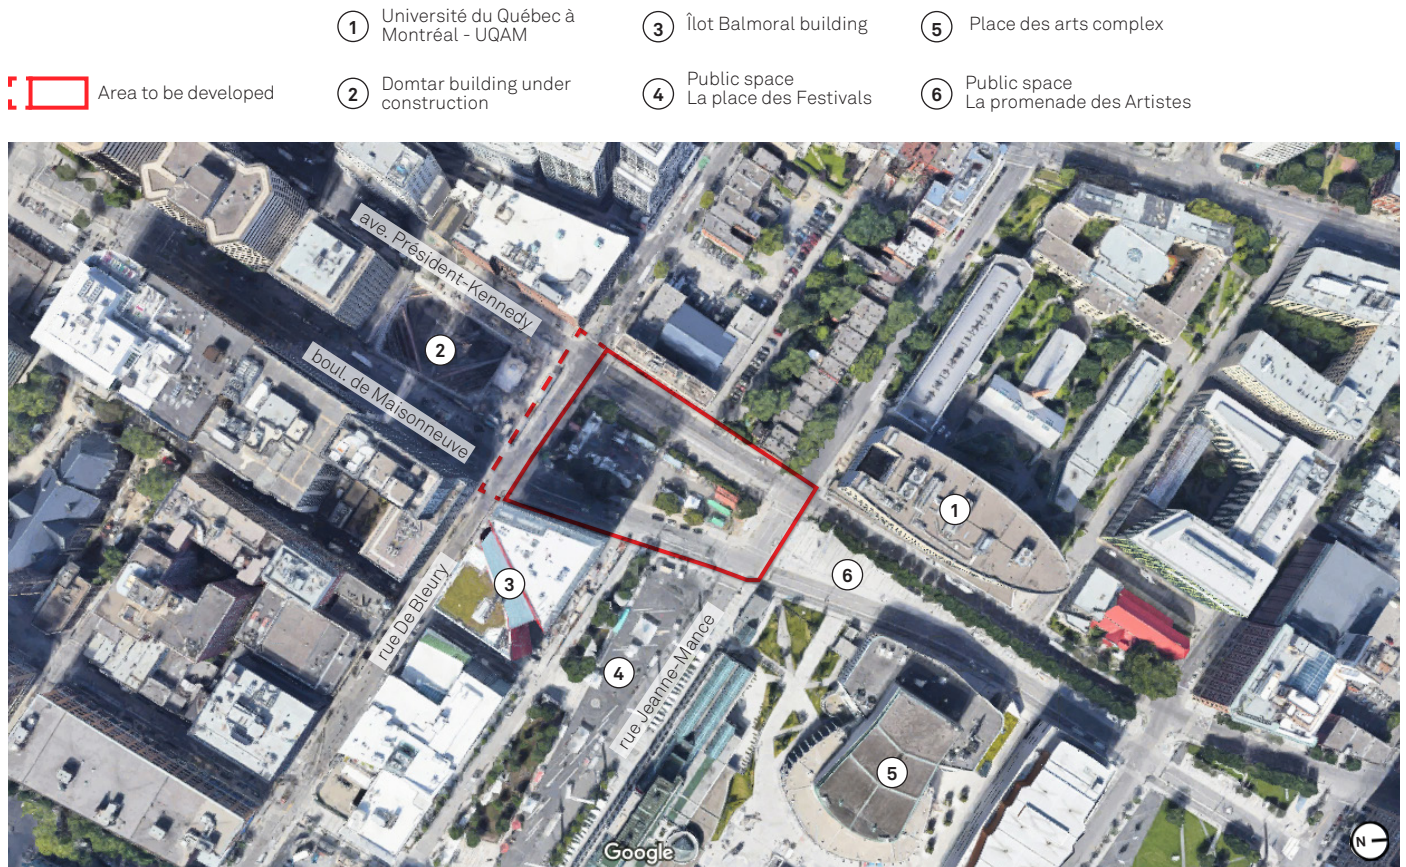 1
Université du Québec à
Montréal - UQAM
3
Îlot Balmoral building
5
Place des arts complex
Area to be developed
2
Domtar building under
construction
4
Public space
La place des Festivals
6
Public space
La promenade des Artistes
ave. Président-Kennedy
2
boul. de Maisonneuve
1
6
3
rue De Bleury
4
rue Jeanne-Mance
5
Google
N